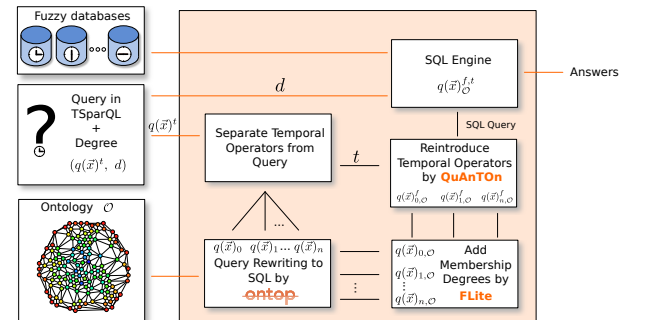 Fuzzy databases
Query in
TSparQL
+
Degree
(q(x⃗)^t, d)
?
Ontology 𝒪
d
q(x⃗)^t
Separate Temporal
Operators from
Query
...
q(x⃗)_0 q(x⃗)_1 ... q(x⃗)_n
Query Rewriting to
SQL by
ontop
t
SQL Engine
q(x⃗)_𝒪^{f,t}
Answers
SQL Query
Reintroduce
Temporal Operators
by QuAnTOn
q(x⃗)^f_{0,𝒪} q(x⃗)^f_{1,𝒪} q(x⃗)^f_{n,𝒪}
q(x⃗)_{0,𝒪}
q(x⃗)_{1,𝒪}
⋮
q(x⃗)_{n,𝒪}
Add
Membership
Degrees by
FLite
⋮